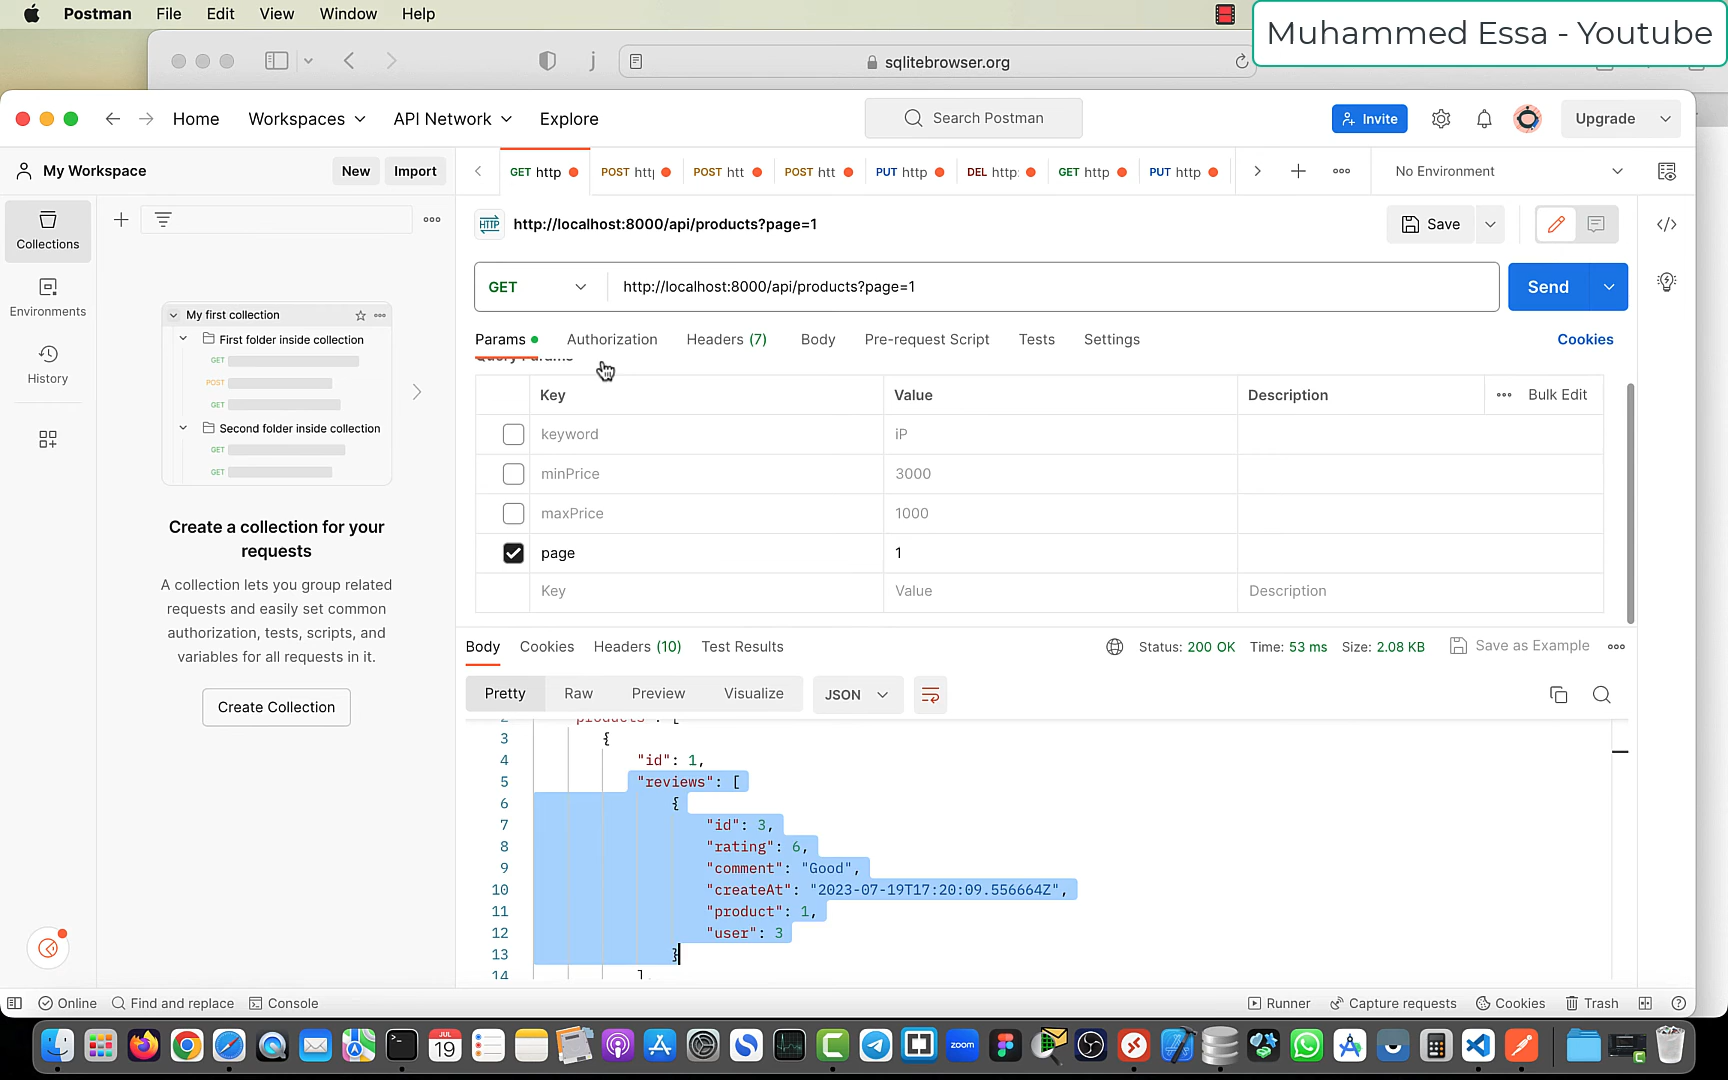 Postman File Edit View Window Help
Muhammed Essa - Youtube
sqlitebrowser.org
Home Workspaces API Network Explore
Search Postman
Invite
Upgrade
My Workspace
New Import
GET http
POST htt
POST htt
POST htt
PUT http
DEL http:
GET http
PUT http
No Environment
Collections
Environments
History
HTTP
http://localhost:8000/api/products?page=1
Save
GET http://localhost:8000/api/products?page=1
Send
Params Authorization Headers (7) Body Pre-request Script Tests Settings
Cookies
Query Params
Key Value Description Bulk Edit
keyword iP
minPrice 3000
maxPrice 1000
page 1
Key Value Description
My first collection
First folder inside collection
GET
POST
GET
Second folder inside collection
GET
GET
Create a collection for your
requests
A collection lets you group related
requests and easily set common
authorization, tests, scripts, and
variables for all requests in it.
Create Collection
Body Cookies Headers (10) Test Results
Status: 200 OK Time: 53 ms Size: 2.08 KB
Save as Example
Pretty Raw Preview Visualize JSON
2 "products": [
3 {
4 "id": 1,
5 "reviews": [
6 {
7 "id": 3,
8 "rating": 6,
9 "comment": "Good",
10 "createAt": "2023-07-19T17:20:09.556664Z",
11 "product": 1,
12 "user": 3
13 }
14 ],
Online Find and replace Console
Runner Capture requests Cookies Trash
JUL
19
zoom